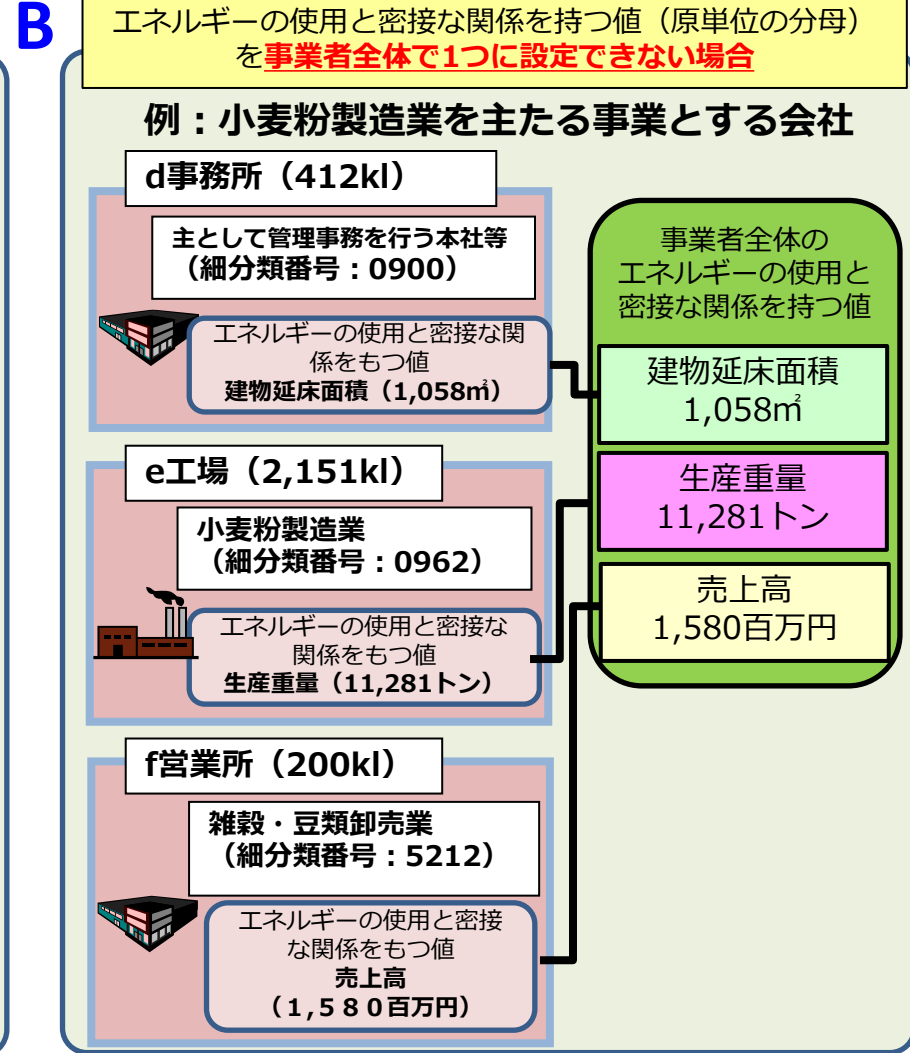 B
エネルギーの使用と密接な関係を持つ値（原単位の分母）
を事業者全体で1つに設定できない場合
例：小麦粉製造業を主たる事業とする会社
d事務所（412kl）
主として管理事務を行う本社等
（細分類番号：0900）
エネルギーの使用と密接な関
係をもつ値
建物延床面積（1,058㎡）
e工場（2,151kl）
小麦粉製造業
（細分類番号：0962）
エネルギーの使用と密接な
関係をもつ値
生産重量（11,281トン）
f営業所（200kl）
雑穀・豆類卸売業
（細分類番号：5212）
エネルギーの使用と密接
な関係をもつ値
売上高
（１,５８０百万円）
事業者全体の
エネルギーの使用と
密接な関係を持つ値
建物延床面積
1,058㎡
生産重量
11,281トン
売上高
1,580百万円